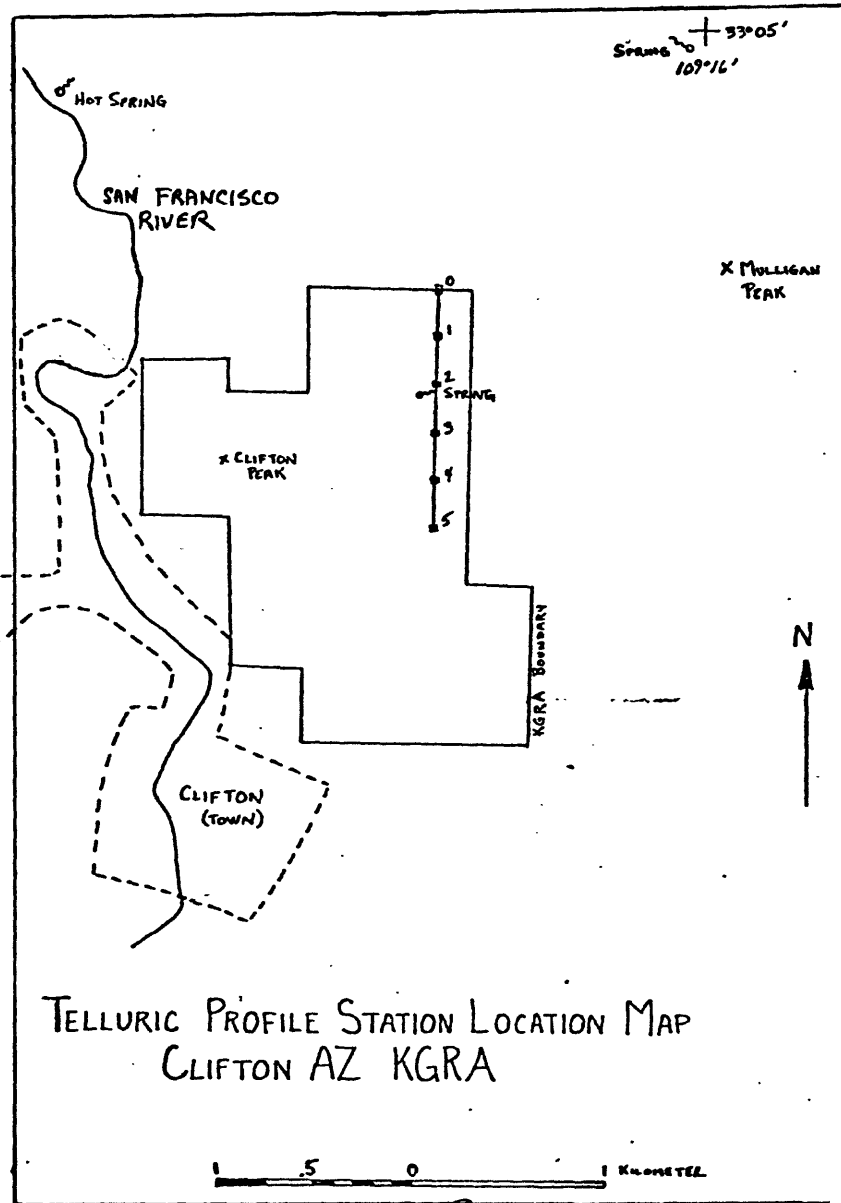 33°05'
SPRING
109°16'
HOT SPRING
SAN FRANCISCO
RIVER
X MULLIGAN
PEAK
0
1
2
SPRING
3
X CLIFTON
PEAK
4
5
KGRA BOUNDARY
N
CLIFTON
(TOWN)
TELLURIC PROFILE STATION LOCATION MAP
CLIFTON AZ KGRA
1 .5 0 1 KILOMETER